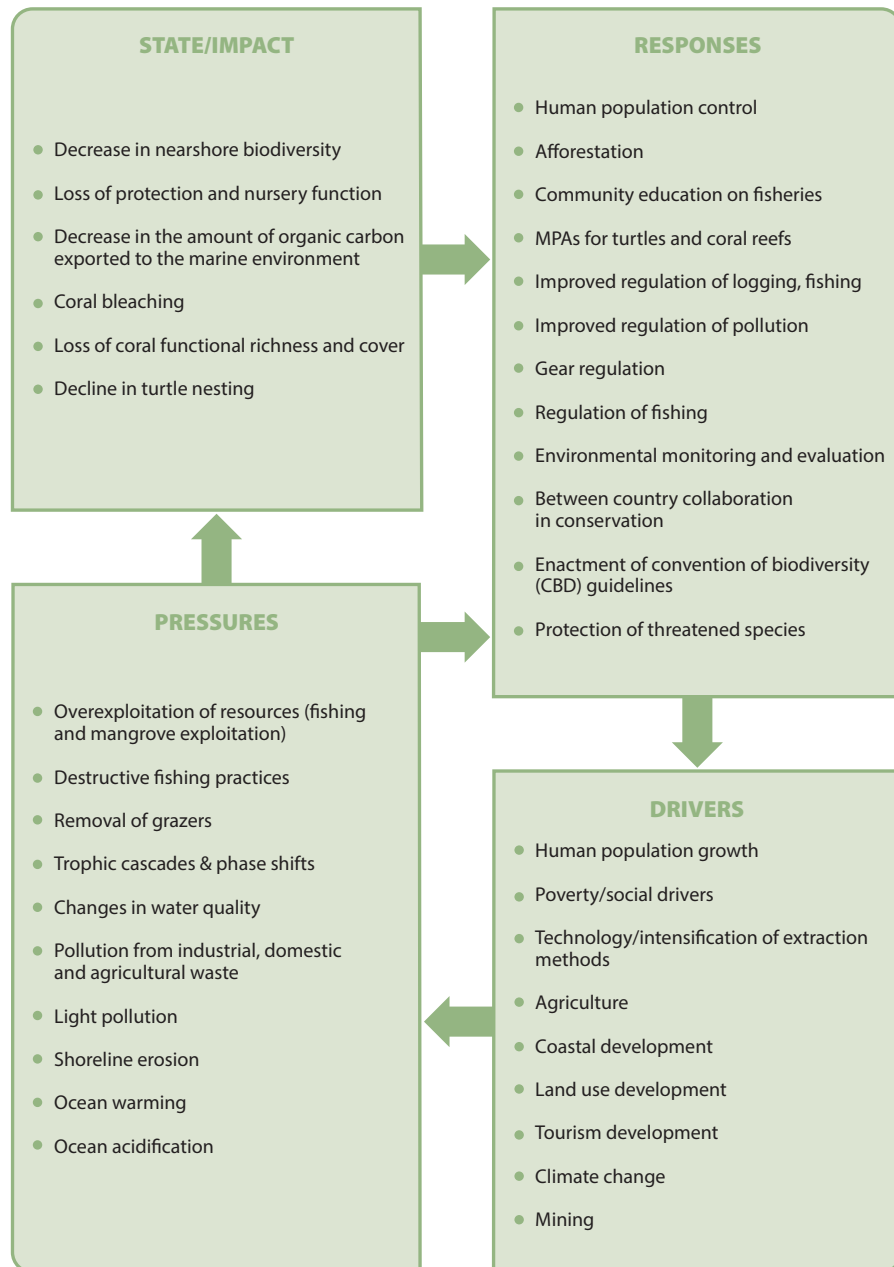 STATE/IMPACT
Decrease in nearshore biodiversity
Loss of protection and nursery function
Decrease in the amount of organic carbon
exported to the marine environment
Coral bleaching
Loss of coral functional richness and cover
Decline in turtle nesting
RESPONSES
Human population control
Afforestation
Community education on fisheries
MPAs for turtles and coral reefs
Improved regulation of logging, fishing
Improved regulation of pollution
Gear regulation
Regulation of fishing
Environmental monitoring and evaluation
Between country collaboration
in conservation
Enactment of convention of biodiversity
(CBD) guidelines
Protection of threatened species
PRESSURES
Overexploitation of resources (fishing
and mangrove exploitation)
Destructive fishing practices
Removal of grazers
Trophic cascades & phase shifts
Changes in water quality
Pollution from industrial, domestic
and agricultural waste
Light pollution
Shoreline erosion
Ocean warming
Ocean acidification
DRIVERS
Human population growth
Poverty/social drivers
Technology/intensification of extraction
methods
Agriculture
Coastal development
Land use development
Tourism development
Climate change
Mining